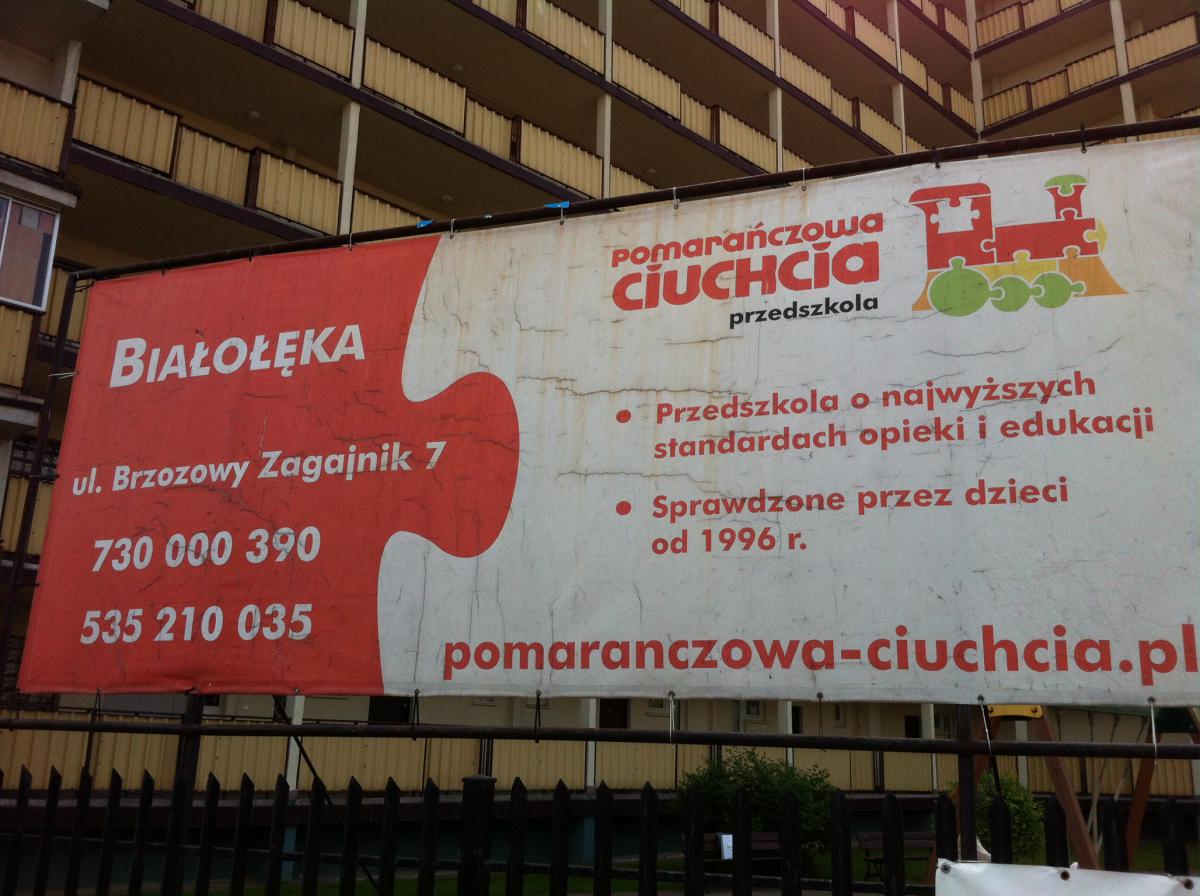 BIAŁOŁĘKA
ul. Brzozowy Zagajnik 7
730 000 390
535 210 035
pomarańczowa
ciuchcia
przedszkola
• Przedszkola o najwyższych
standardach opieki i edukacji
• Sprawdzone przez dzieci
od 1996 r.
pomaranczowa-ciuchcia.pl